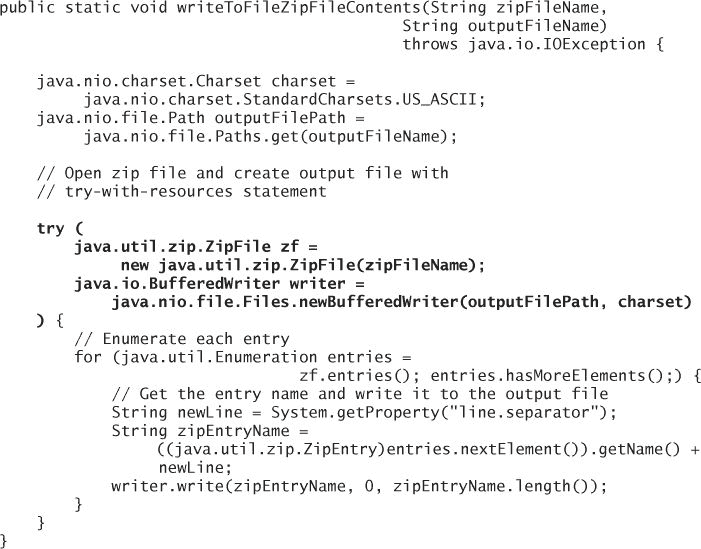 public static void writeToFileZipFileContents(String zipFileName,
                                           String outputFileName)
                                           throws java.io.IOException {

    java.nio.charset.Charset charset =
         java.nio.charset.StandardCharsets.US_ASCII;
    java.nio.file.Path outputFilePath =
         java.nio.file.Paths.get(outputFileName);

    // Open zip file and create output file with
    // try-with-resources statement

    try (
        java.util.zip.ZipFile zf =
             new java.util.zip.ZipFile(zipFileName);
        java.io.BufferedWriter writer =
            java.nio.file.Files.newBufferedWriter(outputFilePath, charset)
    ) {
        // Enumerate each entry
        for (java.util.Enumeration entries =
                                zf.entries(); entries.hasMoreElements();) {
            // Get the entry name and write it to the output file
            String newLine = System.getProperty("line.separator");
            String zipEntryName =
                 ((java.util.zip.ZipEntry)entries.nextElement()).getName() +
                 newLine;
            writer.write(zipEntryName, 0, zipEntryName.length());
        }
    }
}